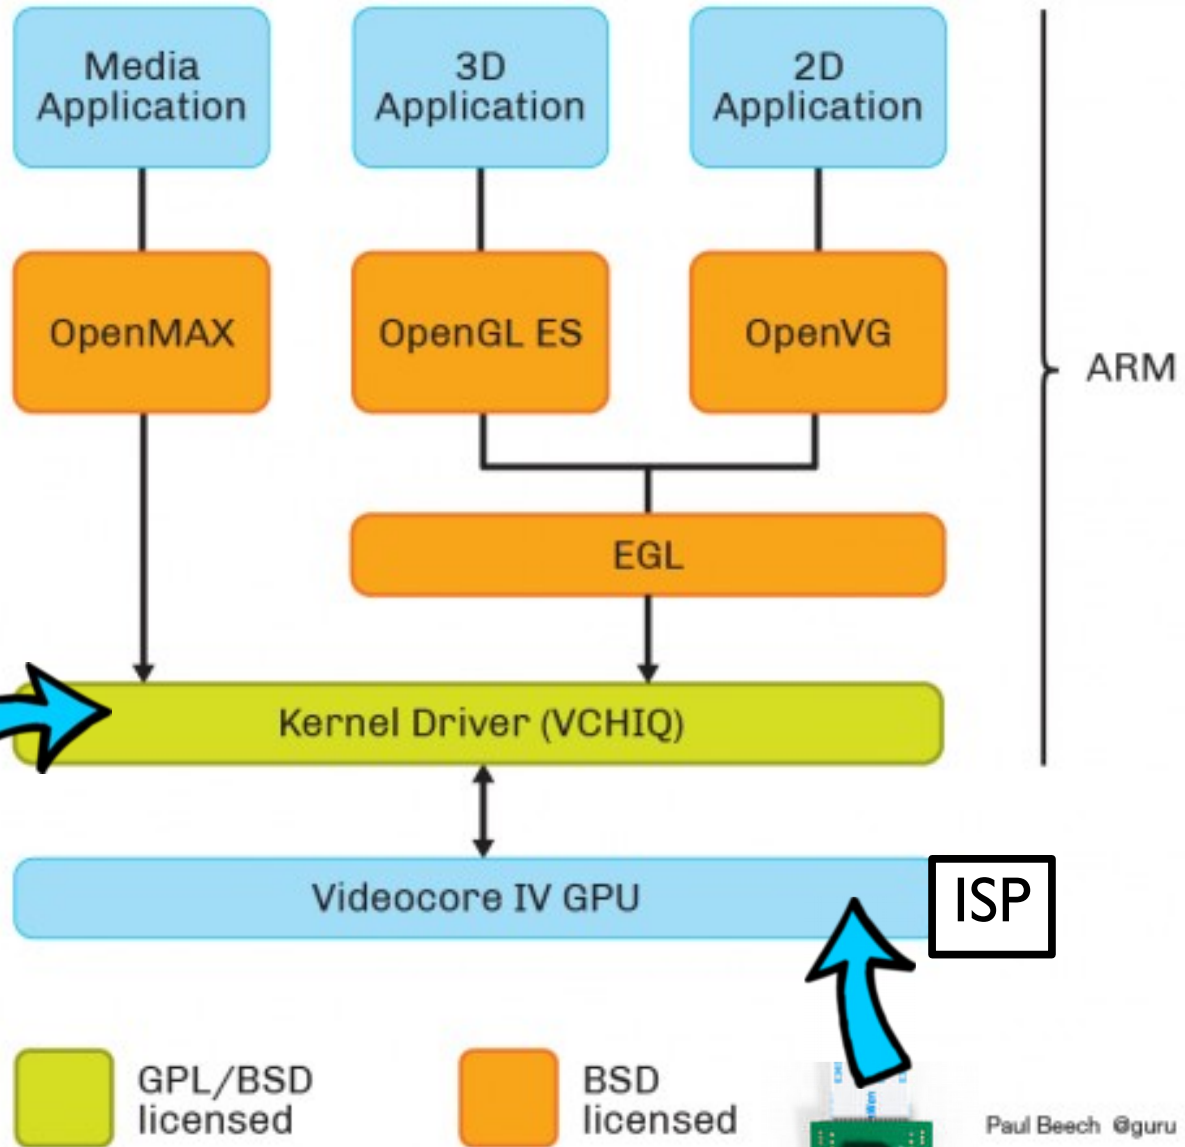 Media
Application
3D
Application
2D
Application
OpenMAX
OpenGL ES
OpenVG
ARM
EGL
Kernel Driver (VCHIQ)
Videocore IV GPU
ISP
GPL/BSD
licensed
BSD
licensed
Paul Beech @guru